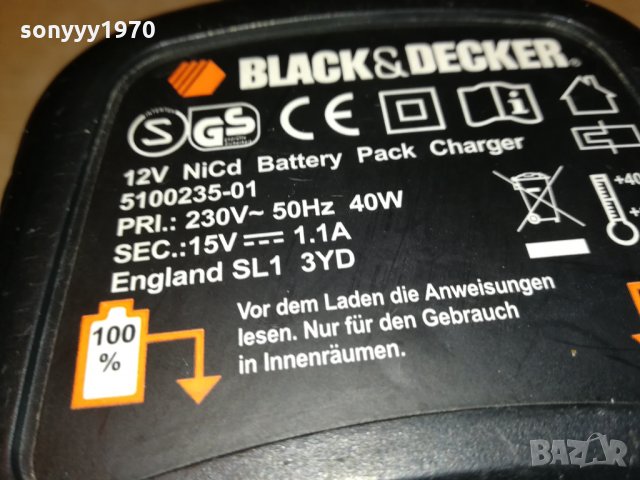 sonyyy1970
BLACK&DECKER®
S GS CE i
12V NiCd Battery Pack Charger
5100235-01
PRI.: 230V~ 50Hz 40W
SEC.:15V⎓ 1.1A
England SL1 3YD
+40
100
%
Vor dem Laden die Anweisungen
lesen. Nur für den Gebrauch
in Innenräumen.
BAZAR